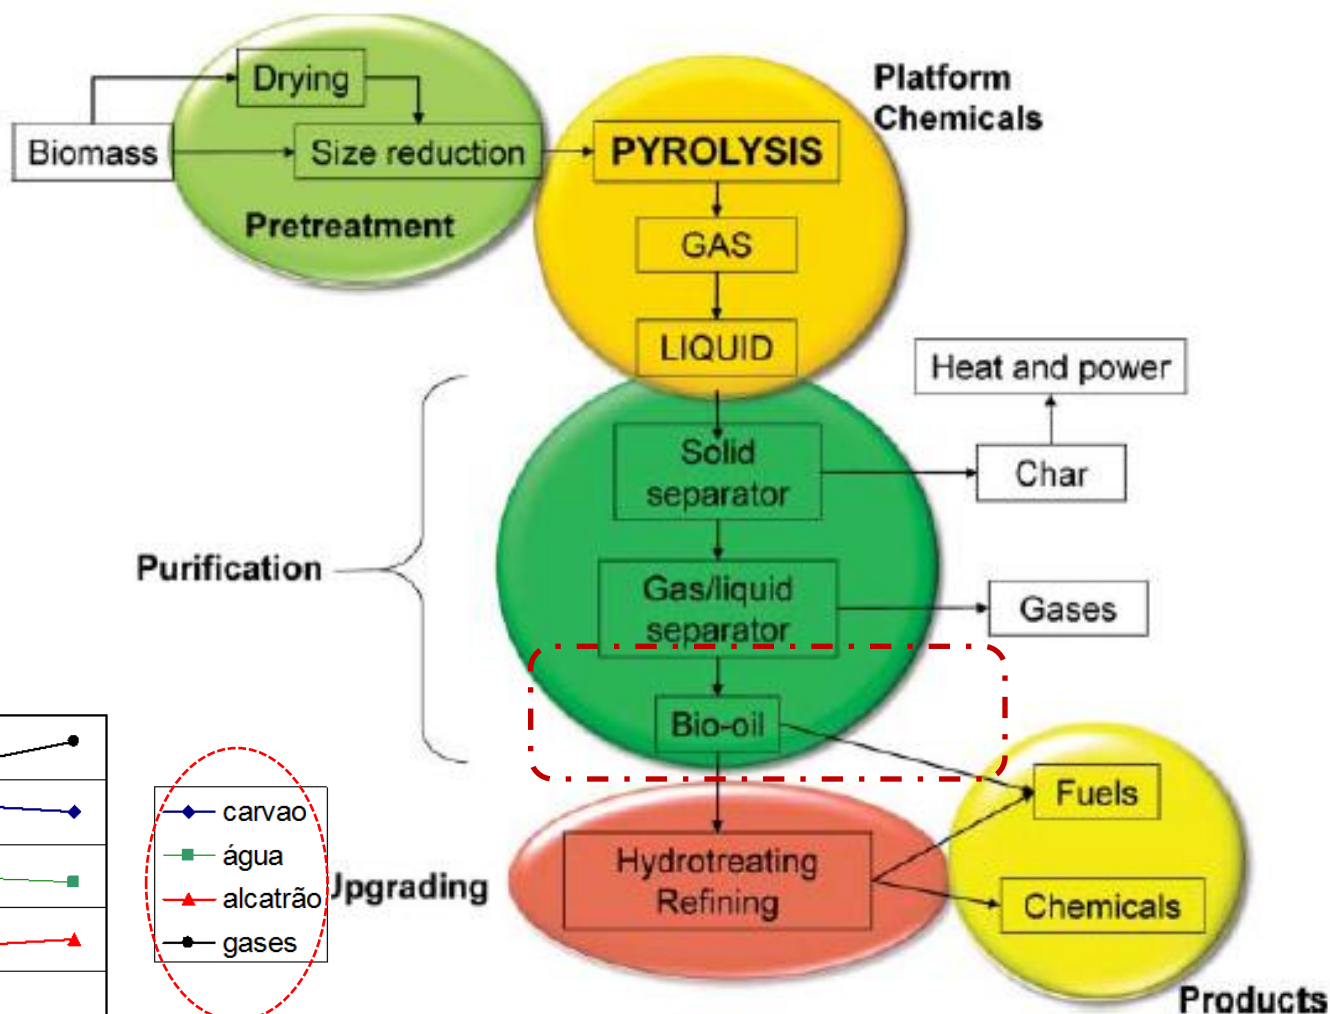 Drying
Biomass
Size reduction
Pretreatment
PYROLYSIS
Platform
Chemicals
GAS
LIQUID
Heat and power
Solid
separator
Char
Purification
Gas/liquid
separator
Gases
Bio-oil
Fuels
carvao
água
alcatrão
gases
Upgrading
Hydrotreating
Refining
Chemicals
Products